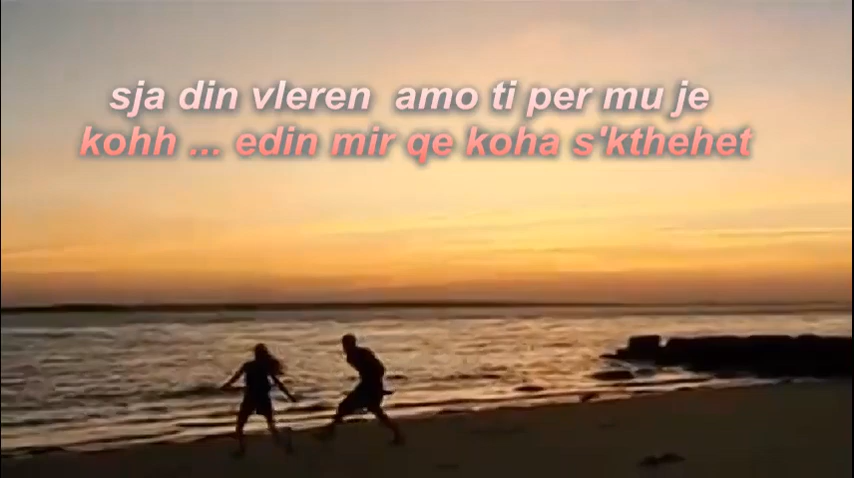 sja din vleren amo ti per mu je
kohh ... edin mir qe koha s'kthehet